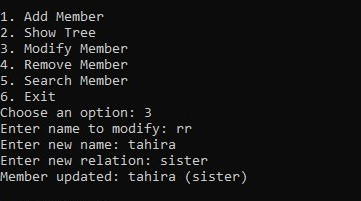 1. Add Member
2. Show Tree
3. Modify Member
4. Remove Member
5. Search Member
6. Exit
Choose an option: 3
Enter name to modify: rr
Enter new name: tahira
Enter new relation: sister
Member updated: tahira (sister)